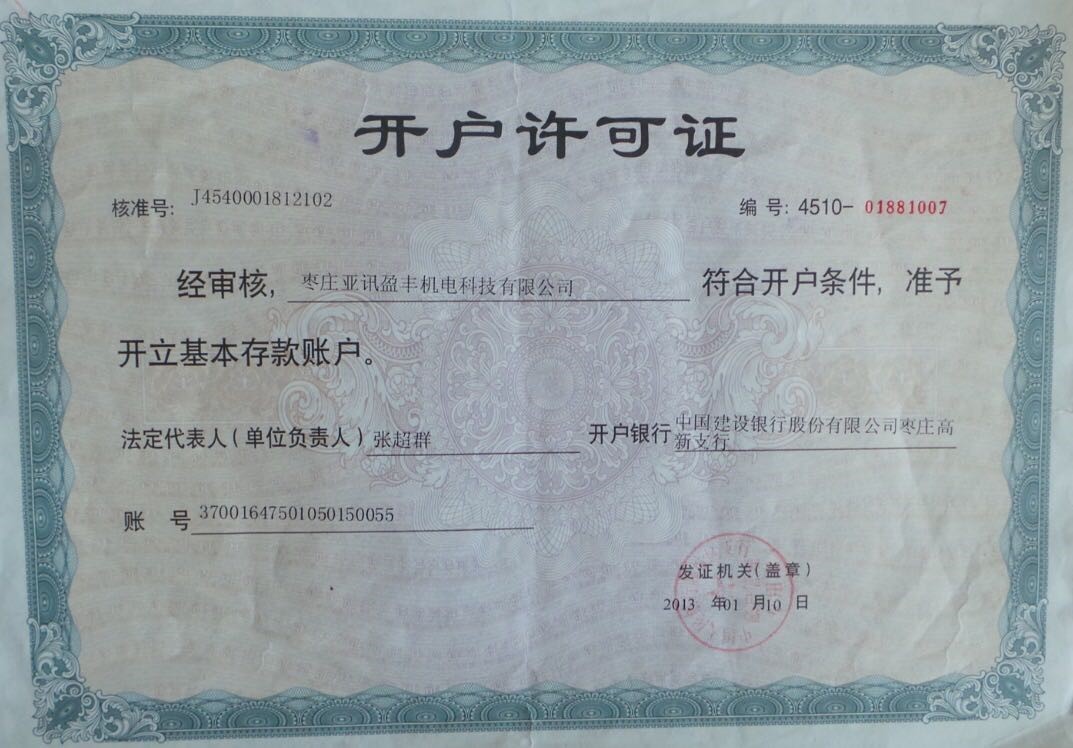 开户许可证
核准号: J4540001812102
编 号: 4510- 01881007
经审核, 枣庄亚讯盈丰机电科技有限公司 符合开户条件, 准予
开立基本存款账户。
法定代表人(单位负责人) 张超群
开户银行 中国建设银行股份有限公司枣庄高
新支行
账 号 37001647501050150055
发证机关(盖章)
2013 年01 月10 日